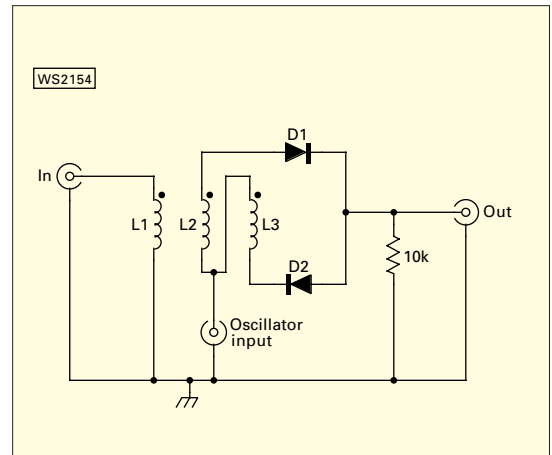 WS2154
D1
In
L1
L2
L3
Out
10k
D2
Oscillator
input